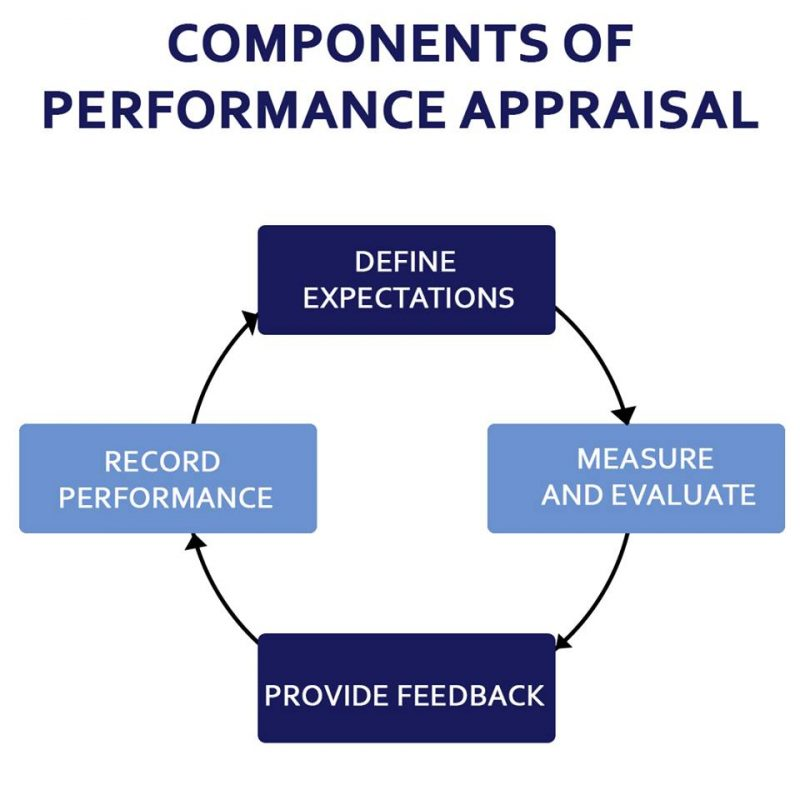 COMPONENTS OF
PERFORMANCE APPRAISAL
DEFINE
EXPECTATIONS
MEASURE
AND EVALUATE
PROVIDE FEEDBACK
RECORD
PERFORMANCE